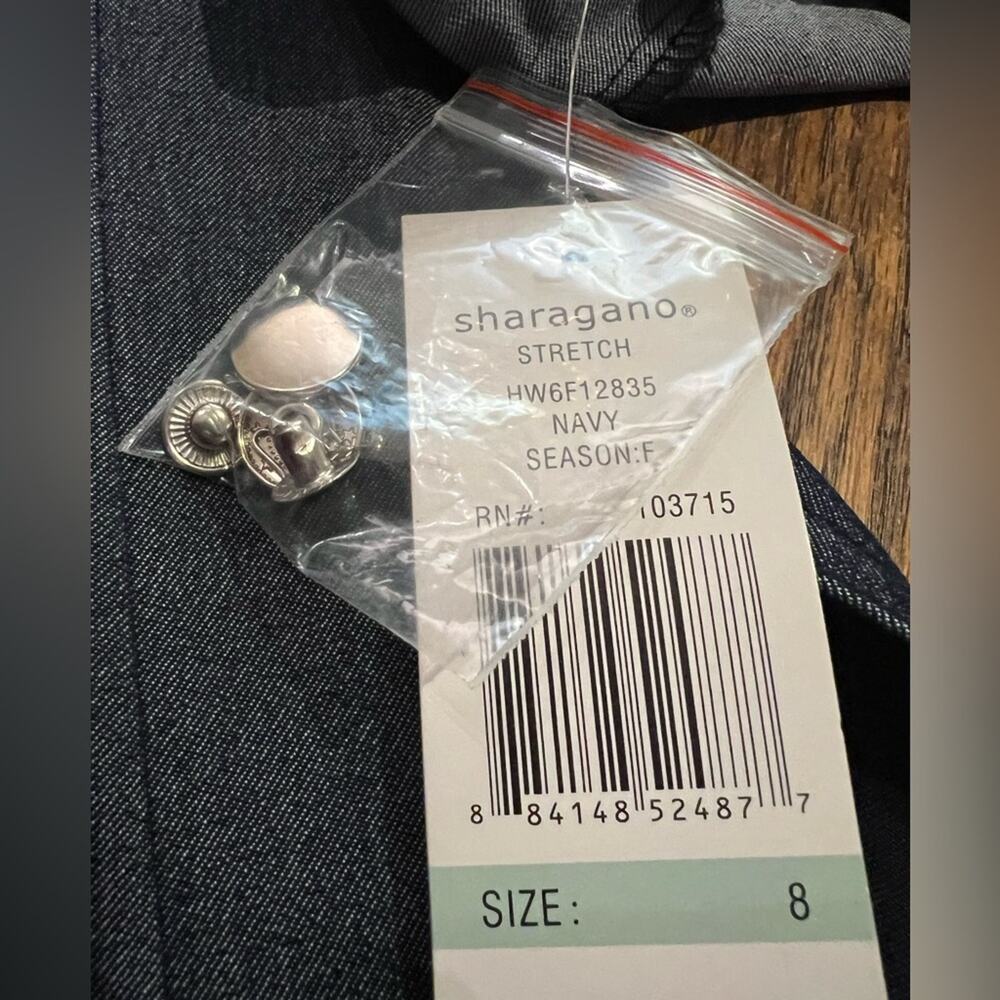 sharagano®
STRETCH
HW6F12835
NAVY
SEASON:F
RN#: 103715
8 84148 52487 7
SIZE: 8